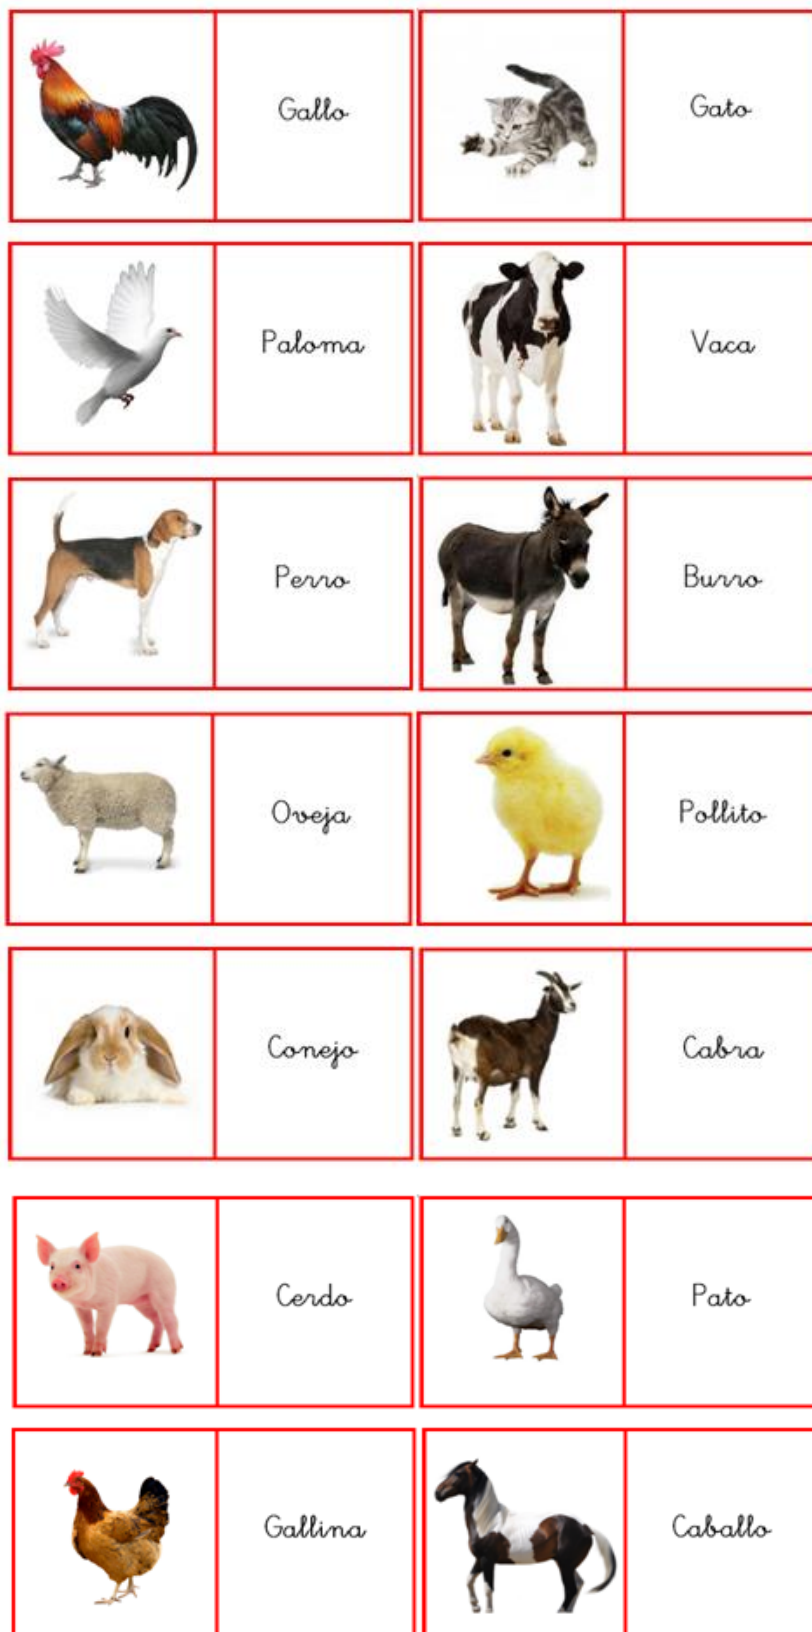 Gallo
Gato
Paloma
Vaca
Perro
Burro
Oveja
Pollito
Conejo
Cabra
Cerdo
Pato
Gallina
Caballo